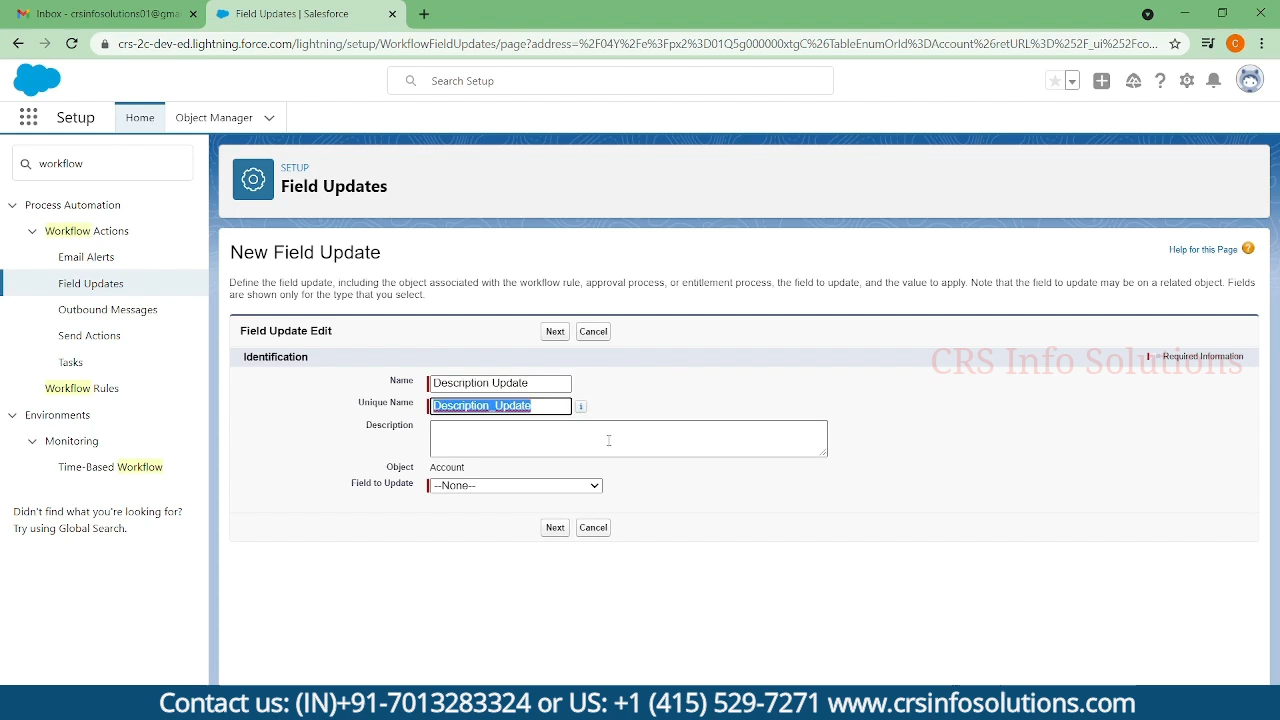 Inbox - crsinfosolutions01@gmai
Field Updates | Salesforce
crs-2c-dev-ed.lightning.force.com/lightning/setup/WorkflowFieldUpdates/page?address=%2F04Y%2Fe%3Fpx2%3D01Q5g000000xtgC%26TableEnumOrId%3DAccount%26retURL%3D%252F_ui%252Fco...
C
Search Setup
Setup
Home
Object Manager
workflow
Process Automation
Workflow Actions
Email Alerts
Field Updates
Outbound Messages
Send Actions
Tasks
Workflow Rules
Environments
Monitoring
Time-Based Workflow
Didn't find what you're looking for?
Try using Global Search.
SETUP
Field Updates
New Field Update
Help for this Page
Define the field update, including the object associated with the workflow rule, approval process, or entitlement process, the field to update, and the value to apply. Note that the field to update may be on a related object. Fields
are shown only for the type that you select.
Field Update Edit
Next
Cancel
Identification
= Required Information
CRS Info Solutions
Name
Description Update
Unique Name
Description_Update
Description
Object
Account
Field to Update
--None--
Next
Cancel
Contact us: (IN)+91-7013283324 or US: +1 (415) 529-7271 www.crsinfosolutions.com